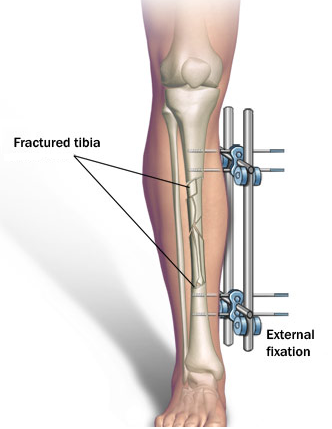 Fractured tibia
External
fixation